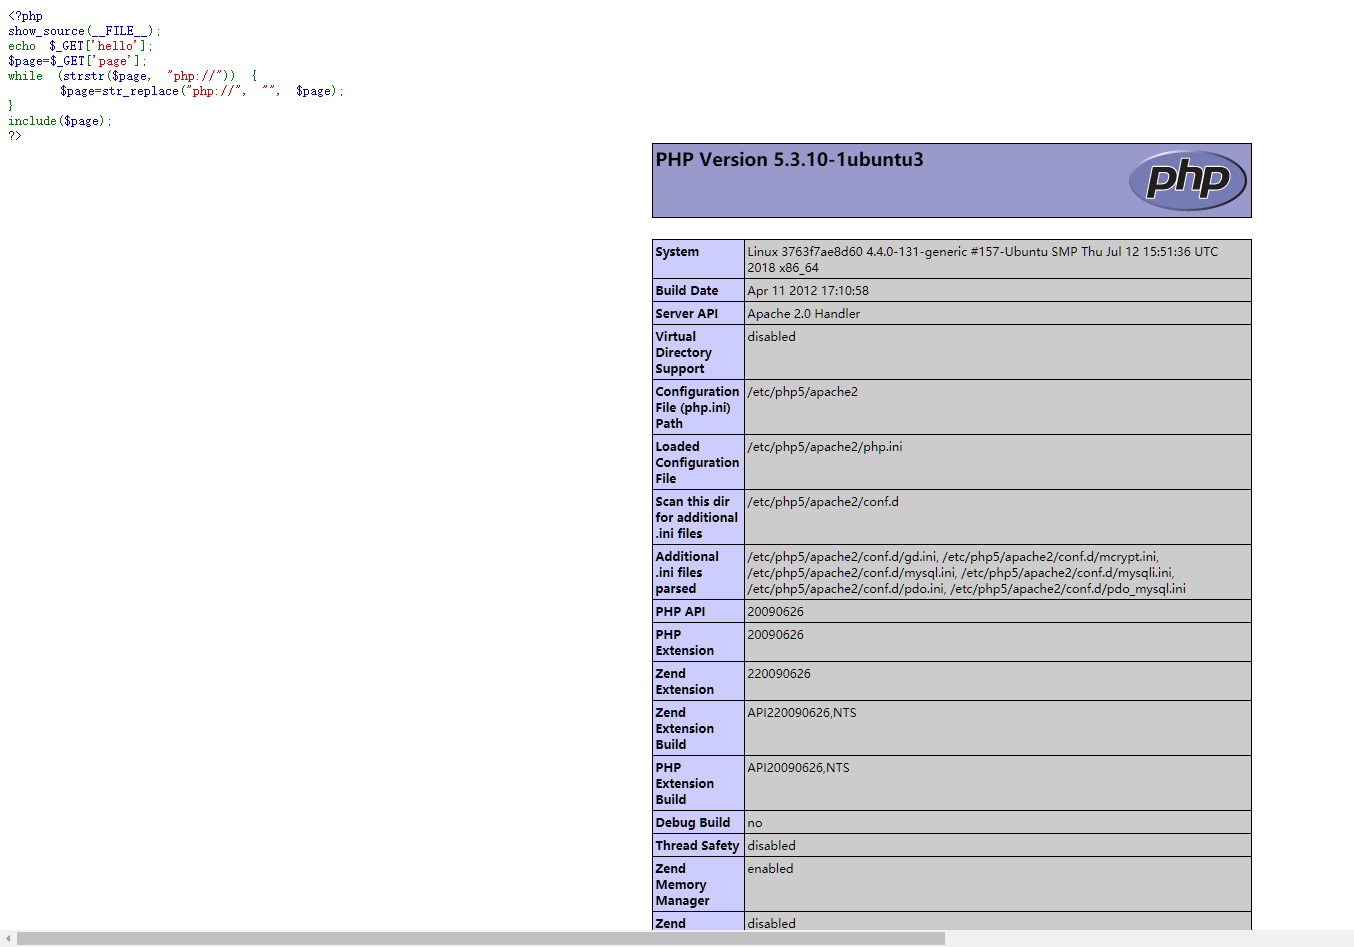 <?php
show_source(__FILE__);
echo $_GET['hello'];
$page=$_GET['page'];
while (strstr($page, "php://")) {
$page=str_replace("php://", "", $page);
}
include($page);
?>
PHP Version 5.3.10-1ubuntu3
php
System
Linux 3763f7ae8d60 4.4.0-131-generic #157-Ubuntu SMP Thu Jul 12 15:51:36 UTC
2018 x86_64
Build Date
Apr 11 2012 17:10:58
Server API
Apache 2.0 Handler
Virtual
Directory
Support
disabled
Configuration
File (php.ini)
Path
/etc/php5/apache2
Loaded
Configuration
File
/etc/php5/apache2/php.ini
Scan this dir
for additional
.ini files
/etc/php5/apache2/conf.d
Additional
.ini files
parsed
/etc/php5/apache2/conf.d/gd.ini, /etc/php5/apache2/conf.d/mcrypt.ini,
/etc/php5/apache2/conf.d/mysql.ini, /etc/php5/apache2/conf.d/mysqli.ini,
/etc/php5/apache2/conf.d/pdo.ini, /etc/php5/apache2/conf.d/pdo_mysql.ini
PHP API
20090626
PHP
Extension
20090626
Zend
Extension
220090626
Zend
Extension
Build
API220090626,NTS
PHP
Extension
Build
API20090626,NTS
Debug Build
no
Thread Safety
disabled
Zend
Memory
Manager
enabled
Zend
disabled